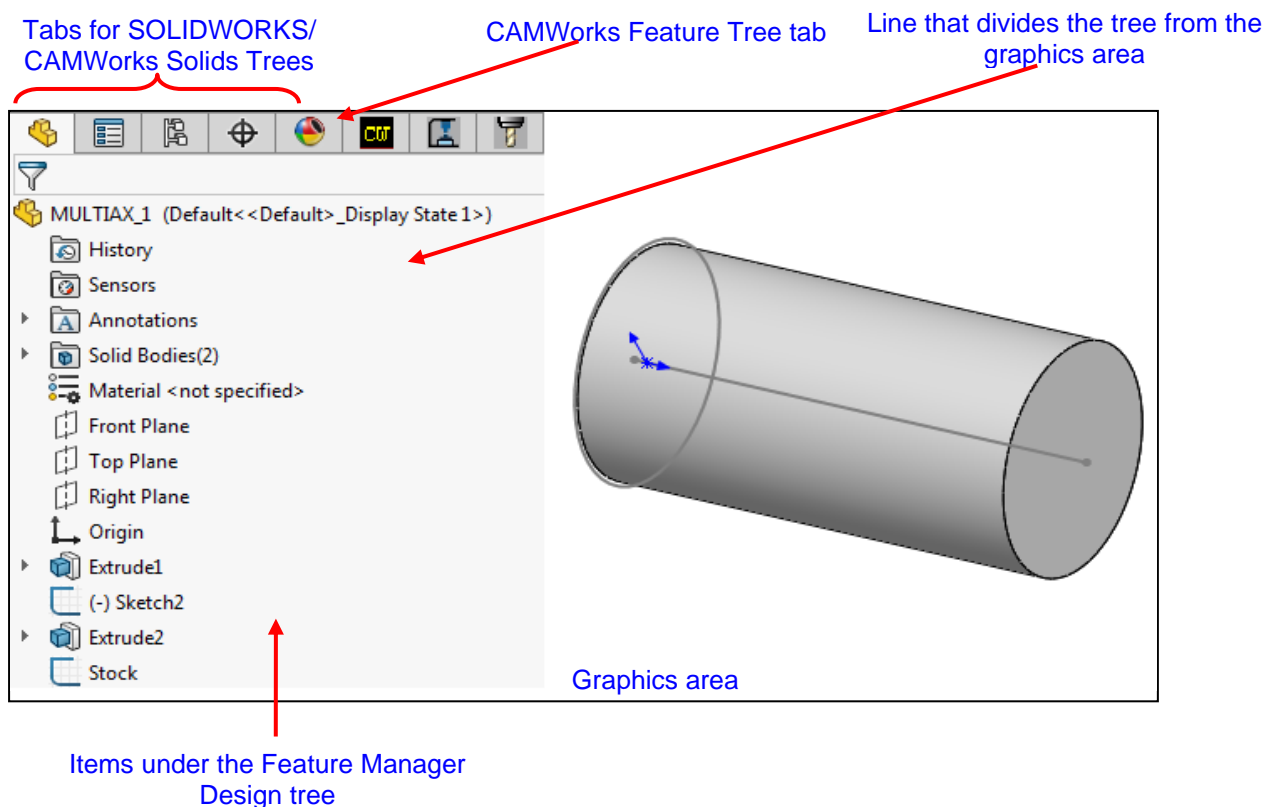 Tabs for SOLIDWORKS/
CAMWorks Solids Trees
CAMWorks Feature Tree tab
Line that divides the tree from the
graphics area
CW
MULTIAX_1 (Default<<Default>_Display State 1>)
History
Sensors
A Annotations
Solid Bodies(2)
Material <not specified>
Front Plane
Top Plane
Right Plane
Origin
Extrude1
(-) Sketch2
Extrude2
Stock
Graphics area
Items under the Feature Manager
Design tree